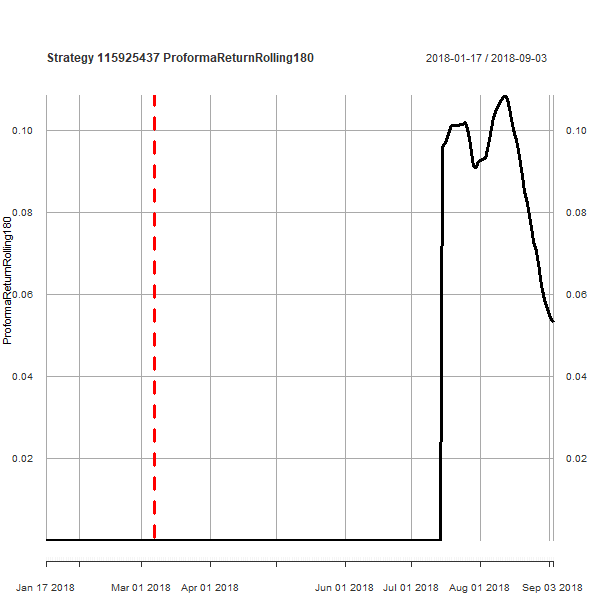 Strategy 115925437 ProformaReturnRolling180
2018-01-17 / 2018-09-03
0.10
0.10
0.08
0.08
ProformaReturnRolling180
0.06
0.06
0.04
0.04
0.02
0.02
Jan 17 2018
Mar 01 2018
Apr 01 2018
Jun 01 2018
Jul 01 2018
Aug 01 2018
Sep 03 2018